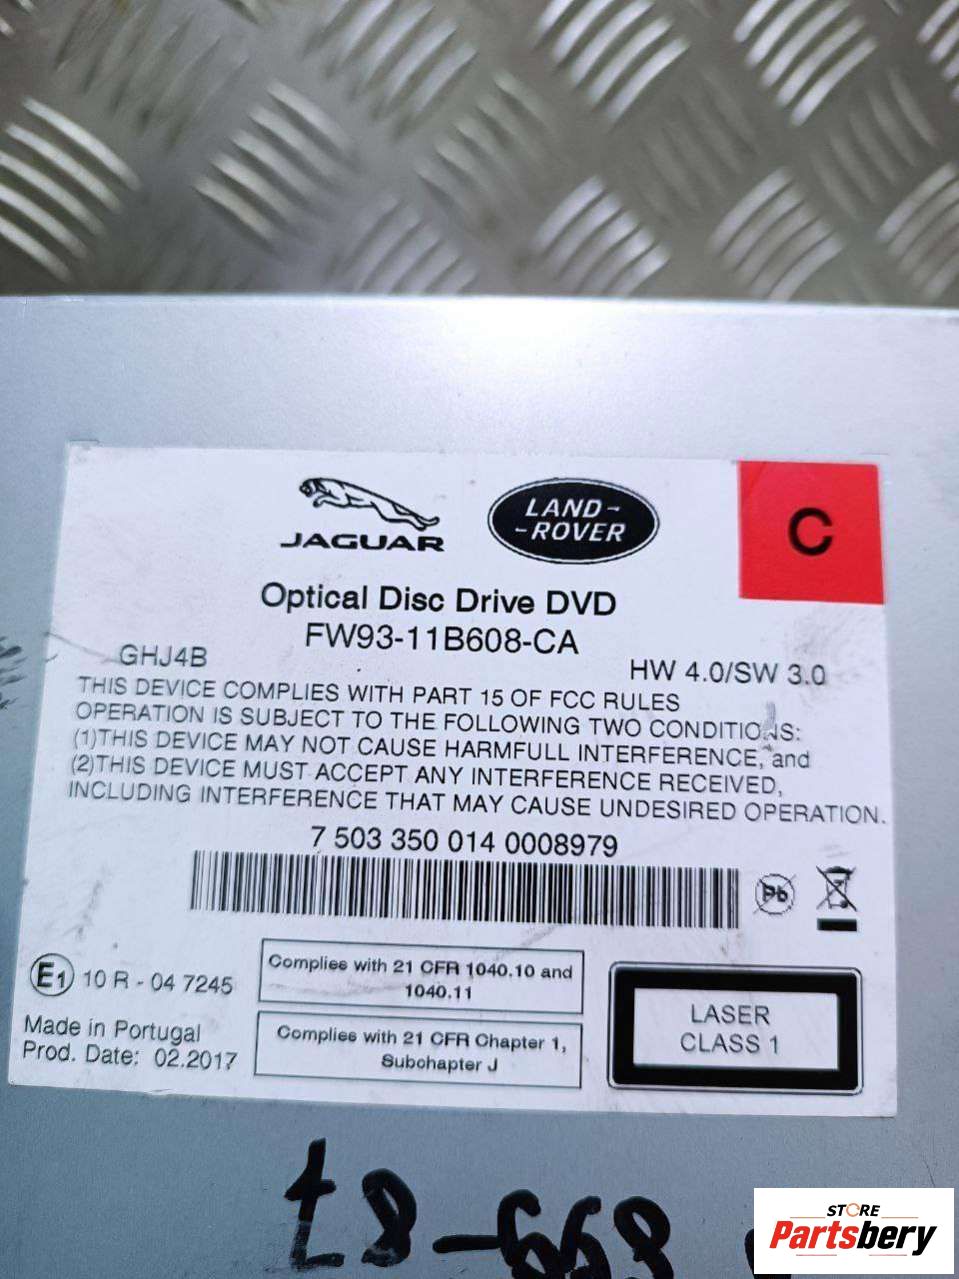 JAGUAR
LAND-
-ROVER
C
Optical Disc Drive DVD
FW93-11B608-CA
GHJ4B
HW 4.0/SW 3.0
THIS DEVICE COMPLIES WITH PART 15 OF FCC RULES
OPERATION IS SUBJECT TO THE FOLLOWING TWO CONDITIONS:
(1)THIS DEVICE MAY NOT CAUSE HARMFULL INTERFERENCE, and
(2)THIS DEVICE MUST ACCEPT ANY INTERFERENCE RECEIVED,
INCLUDING INTERFERENCE THAT MAY CAUSE UNDESIRED OPERATION.
7 503 350 014 0008979
Pb
E1 10 R - 04 7245
Complies with 21 CFR 1040.10 and
1040.11
Made in Portugal
Prod. Date: 02.2017
Complies with 21 CFR Chapter 1,
Subchapter J
LASER
CLASS 1
STORE
Partsbery